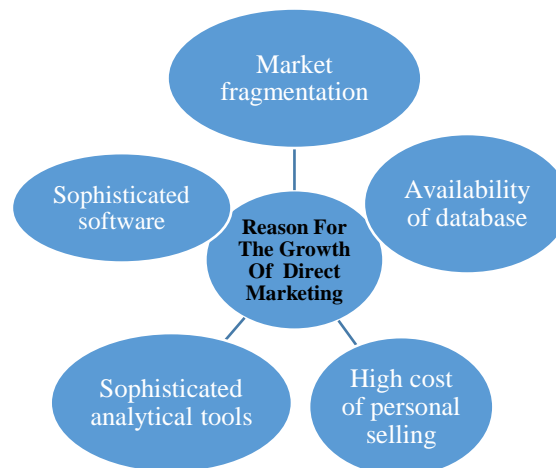 Market
fragmentation
Sophisticated
software
Availability
of database
Reason For
The Growth
Of Direct
Marketing
Sophisticated
analytical tools
High cost
of personal
selling